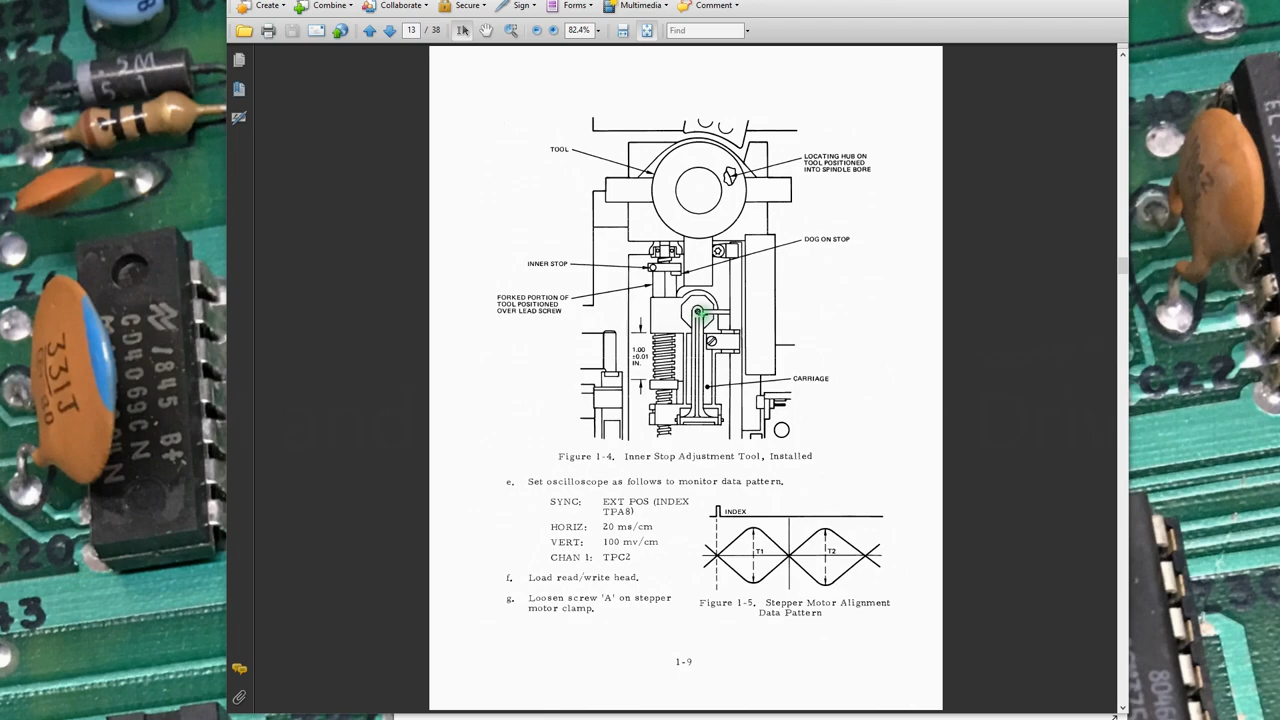 Create
Combine
Collaborate
Secure
Sign
Forms
Multimedia
Comment
13 / 38
82.4%
Find
TOOL
LOCATING HUB ON
TOOL POSITIONED
INTO SPINDLE BORE
DOG ON STOP
INNER STOP
FORKED PORTION OF
TOOL POSITIONED
OVER LEAD SCREW
1.00
±0.01
IN.
CARRIAGE
Figure 1-4. Inner Stop Adjustment Tool, Installed
e. Set oscilloscope as follows to monitor data pattern.
SYNC: EXT POS (INDEX
TPA8)
HORIZ: 20 ms/cm
VERT: 100 mv/cm
CHAN 1: TPC2
f. Load read/write head.
g. Loosen screw 'A' on stepper
motor clamp.
INDEX
T1
T2
Figure 1-5. Stepper Motor Alignment
Data Pattern
1-9
331J
CD4069CN